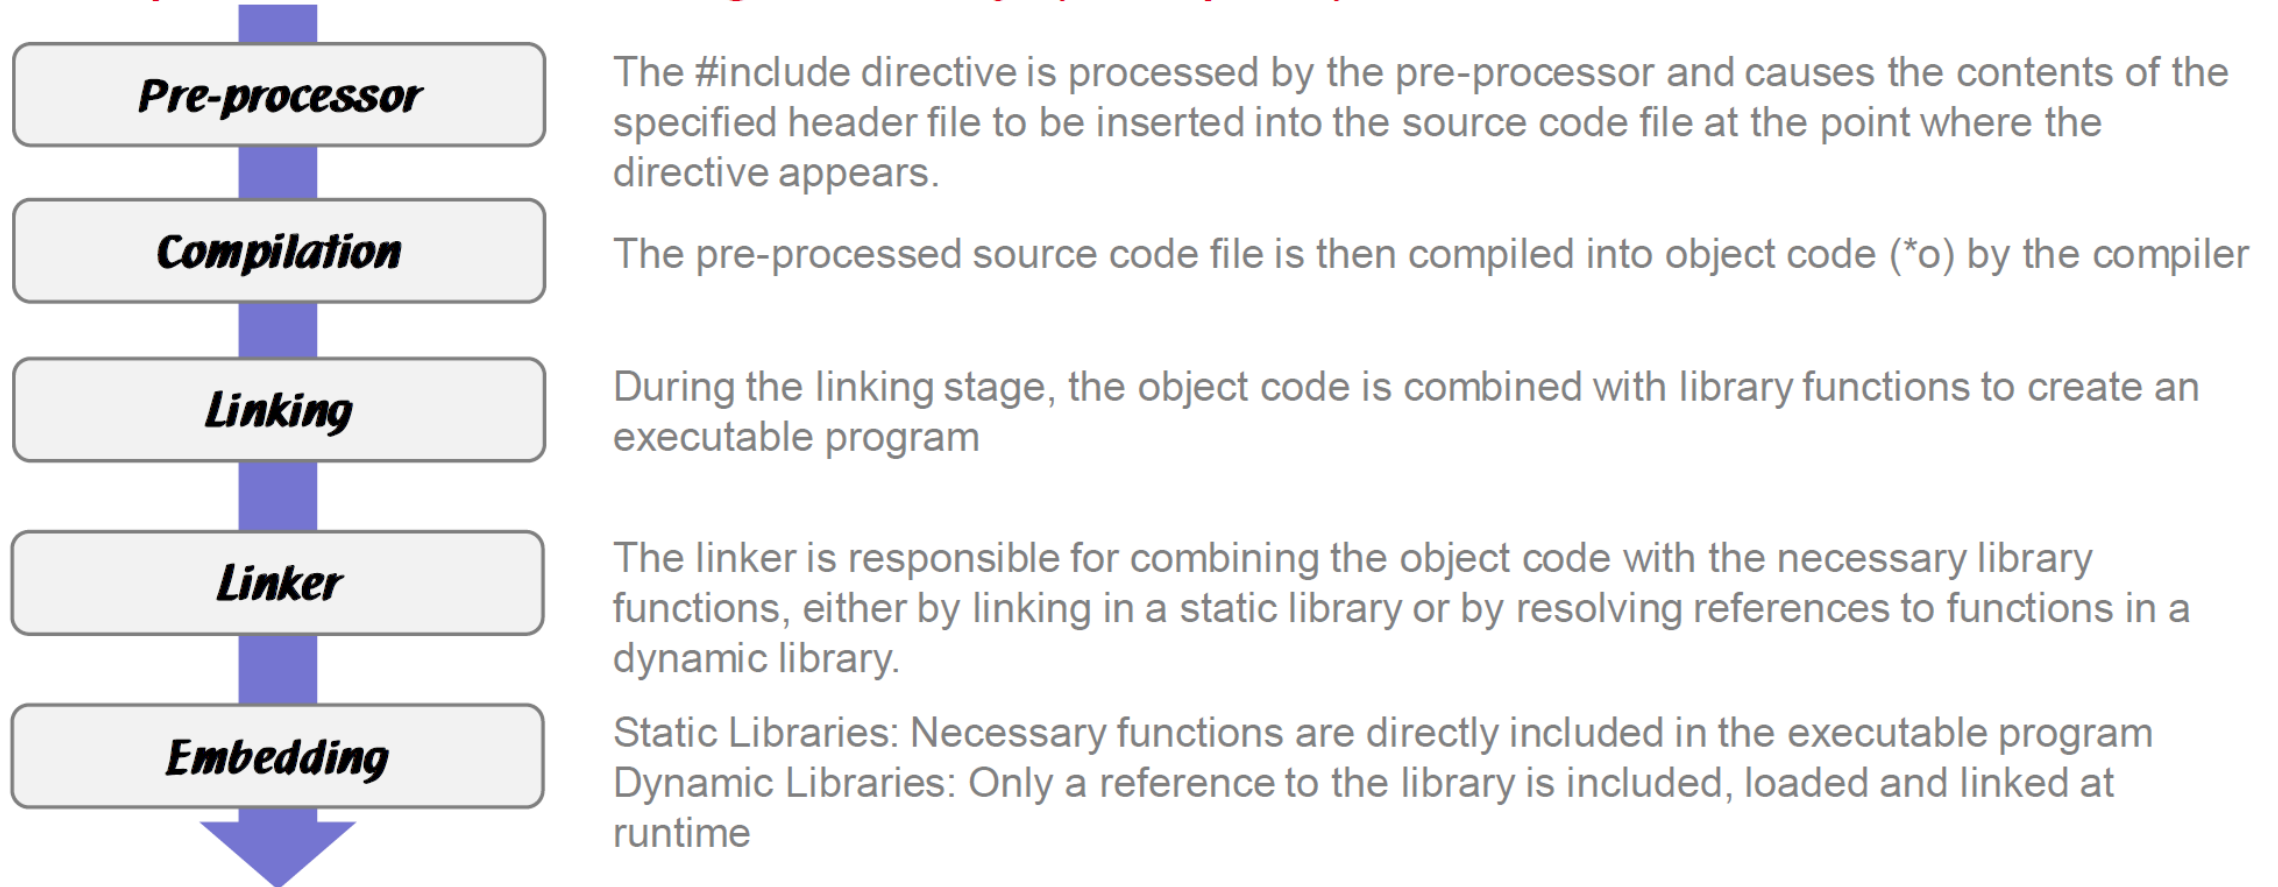 Pre-processor
The #include directive is processed by the pre-processor and causes the contents of the
specified header file to be inserted into the source code file at the point where the
directive appears.
Compilation
The pre-processed source code file is then compiled into object code (*o) by the compiler
Linking
During the linking stage, the object code is combined with library functions to create an
executable program
Linker
The linker is responsible for combining the object code with the necessary library
functions, either by linking in a static library or by resolving references to functions in a
dynamic library.
Embedding
Static Libraries: Necessary functions are directly included in the executable program
Dynamic Libraries: Only a reference to the library is included, loaded and linked at
runtime